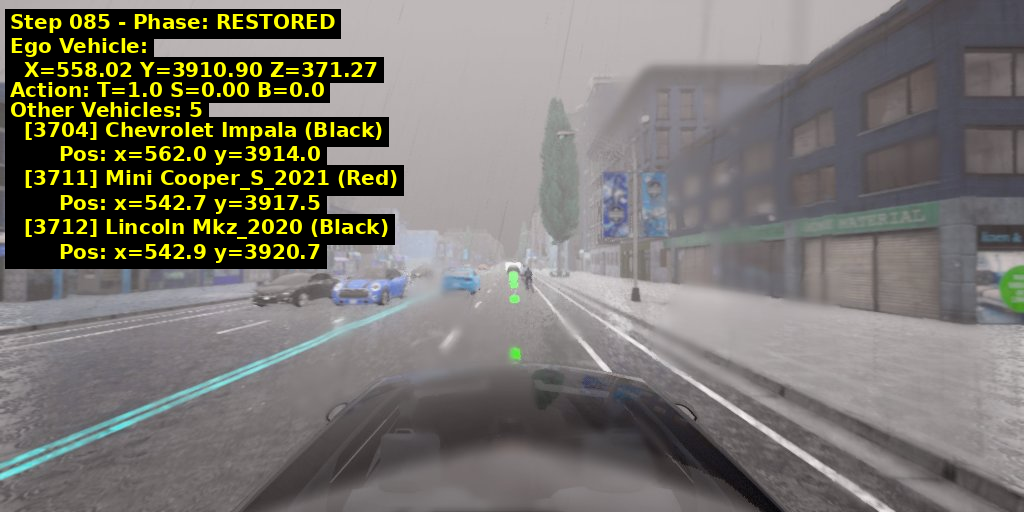 Step 085 - Phase: RESTORED
Ego Vehicle:
X=558.02 Y=3910.90 Z=371.27
Action: T=1.0 S=0.00 B=0.0
Other Vehicles: 5
[3704] Chevrolet Impala (Black)
Pos: x=562.0 y=3914.0
[3711] Mini Cooper_S_2021 (Red)
Pos: x=542.7 y=3917.5
[3712] Lincoln Mkz_2020 (Black)
Pos: x=542.9 y=3920.7
MATERIAL